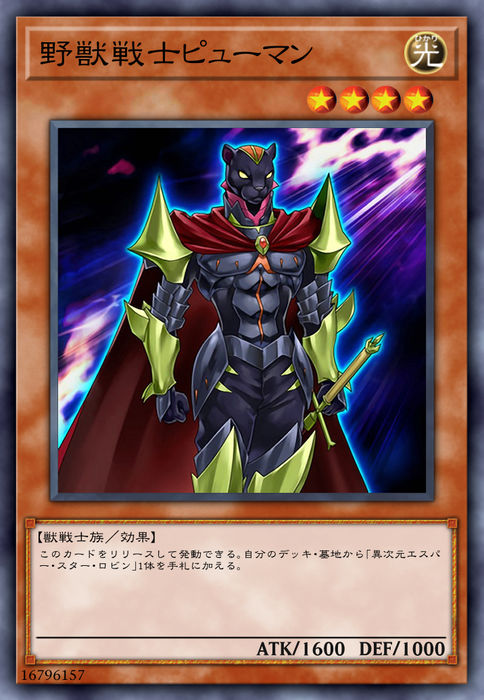 野獣戦士ピューマン
ひかり
光
【獣戦士族／効果】
このカードをリリースして発動できる。自分のデッキ・墓地から「異次元エスパ
ー・スター・ロビン」1体を手札に加える。
ATK/1600 DEF/1000
16796157